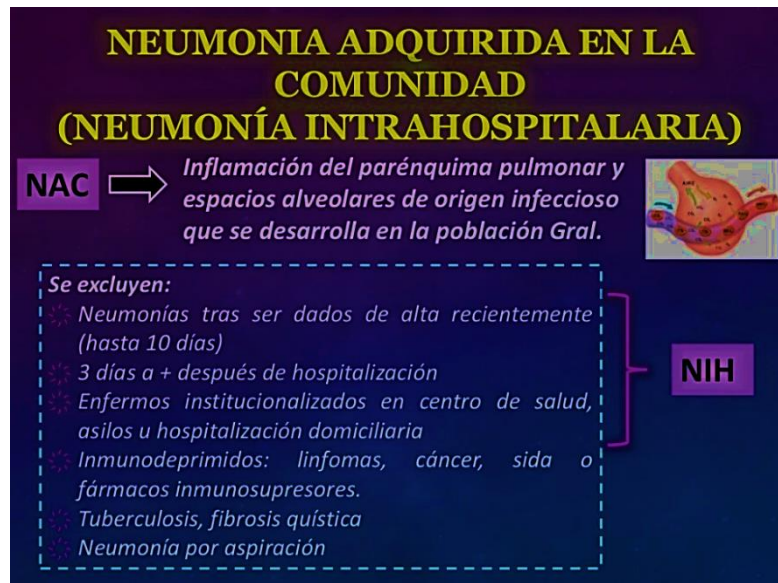 NEUMONIA ADQUIRIDA EN LA
COMUNIDAD
(NEUMONÍA INTRAHOSPITALARIA)
NAC
Inflamación del parénquima pulmonar y
espacios alveolares de origen infeccioso
que se desarrolla en la población Gral.
Se excluyen:
Neumonías tras ser dados de alta recientemente
(hasta 10 días)
3 días a + después de hospitalización
Enfermos institucionalizados en centro de salud,
asilos u hospitalización domiciliaria
Inmunodeprimidos: linfomas, cáncer, sida o
fármacos inmunosupresores.
Tuberculosis, fibrosis quística
Neumonía por aspiración
NIH